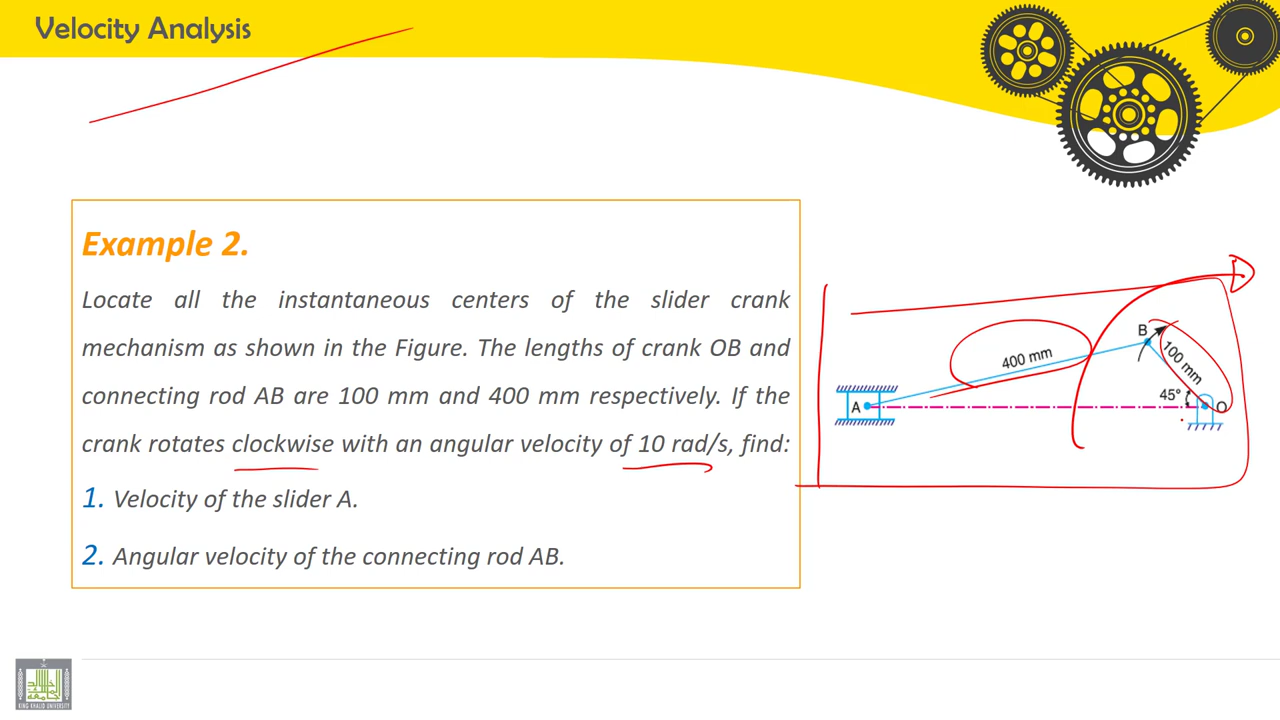 Velocity Analysis
Example 2.
Locate all the instantaneous centers of the slider crank
mechanism as shown in the Figure. The lengths of crank OB and
connecting rod AB are 100 mm and 400 mm respectively. If the
crank rotates clockwise with an angular velocity of 10 rad/s, find:
1. Velocity of the slider A.
2. Angular velocity of the connecting rod AB.
B
400 mm
100 mm
45°
A
O
KING KHALID UNIVERSITY